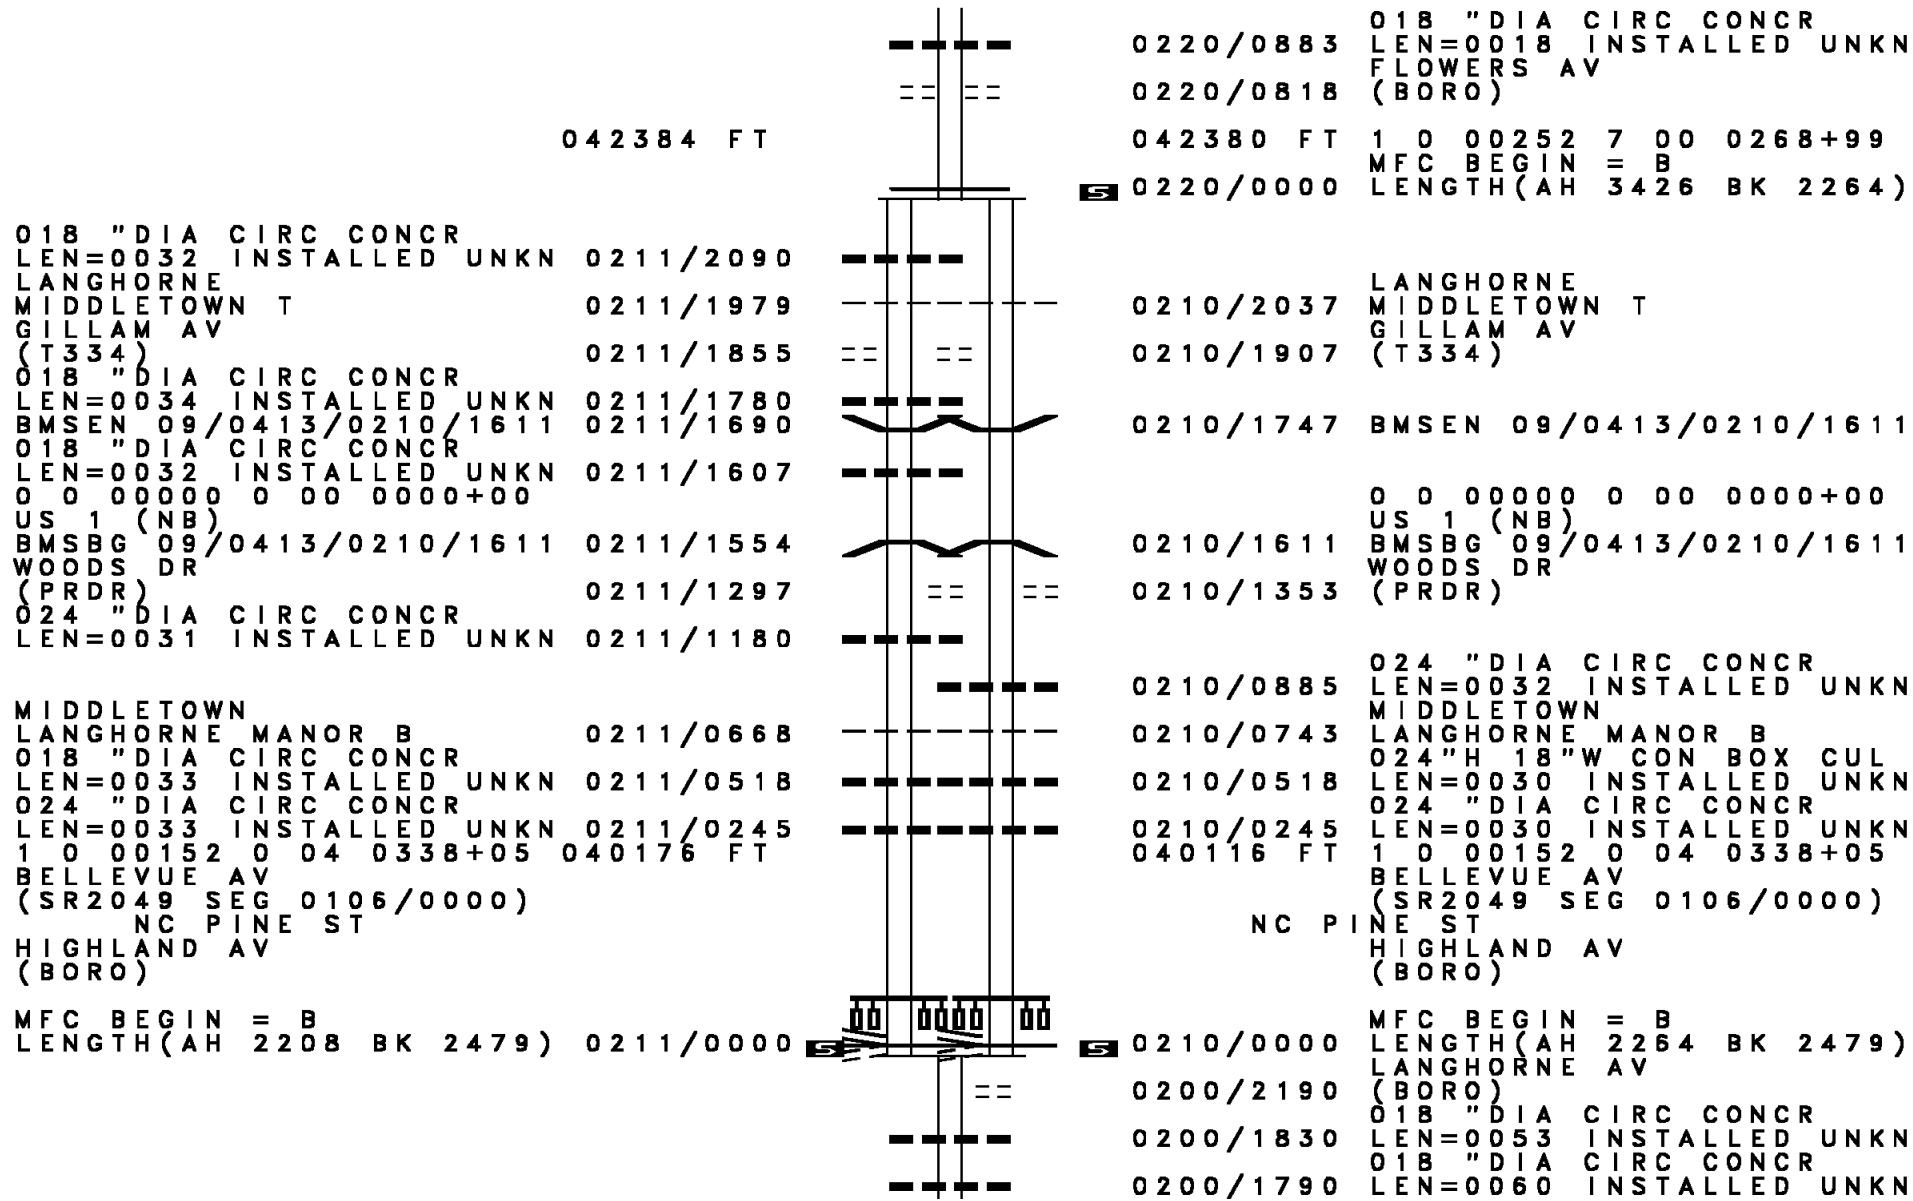 018 "DIA CIRC CONCR
0220/0883 LEN=0018 INSTALLED UNKN
FLOWERS AV
0220/0818 (BORO)
042384 FT 042380 FT 1 0 00252 7 00 0268+99
MFC BEGIN = B
S 0220/0000 LENGTH(AH 3426 BK 2264)
018 "DIA CIRC CONCR
LEN=0032 INSTALLED UNKN 0211/2090
LANGHORNE LANGHORNE
MIDDLETOWN T 0211/1979 0210/2037 MIDDLETOWN T
GILLAM AV GILLAM AV
(T334) 0211/1855 0210/1907 (T334)
018 "DIA CIRC CONCR
LEN=0034 INSTALLED UNKN 0211/1780
BMSEN 09/0413/0210/1611 0211/1690 0210/1747 BMSEN 09/0413/0210/1611
018 "DIA CIRC CONCR
LEN=0032 INSTALLED UNKN 0211/1607
0 0 00000 0 00 0000+00 0 0 00000 0 00 0000+00
US 1 (NB) US 1 (NB)
BMSBG 09/0413/0210/1611 0211/1554 0210/1611 BMSBG 09/0413/0210/1611
WOODS DR WOODS DR
(PRDR) 0211/1297 0210/1353 (PRDR)
024 "DIA CIRC CONCR
LEN=0031 INSTALLED UNKN 0211/1180
024 "DIA CIRC CONCR
0210/0885 LEN=0032 INSTALLED UNKN
MIDDLETOWN MIDDLETOWN
LANGHORNE MANOR B 0211/0668 0210/0743 LANGHORNE MANOR B
018 "DIA CIRC CONCR 024"H 18"W CON BOX CUL
LEN=0033 INSTALLED UNKN 0211/0518 0210/0518 LEN=0030 INSTALLED UNKN
024 "DIA CIRC CONCR 024 "DIA CIRC CONCR
LEN=0033 INSTALLED UNKN 0211/0245 0210/0245 LEN=0030 INSTALLED UNKN
1 0 00152 0 04 0338+05 040176 FT 040116 FT 1 0 00152 0 04 0338+05
BELLEVUE AV BELLEVUE AV
(SR2049 SEG 0106/0000) (SR2049 SEG 0106/0000)
NC PINE ST NC PINE ST
HIGHLAND AV HIGHLAND AV
(BORO) (BORO)
MFC BEGIN = B MFC BEGIN = B
LENGTH(AH 2208 BK 2479) 0211/0000 S S 0210/0000 LENGTH(AH 2264 BK 2479)
LANGHORNE AV
0200/2190 (BORO)
018 "DIA CIRC CONCR
0200/1830 LEN=0053 INSTALLED UNKN
018 "DIA CIRC CONCR
0200/1790 LEN=0060 INSTALLED UNKN